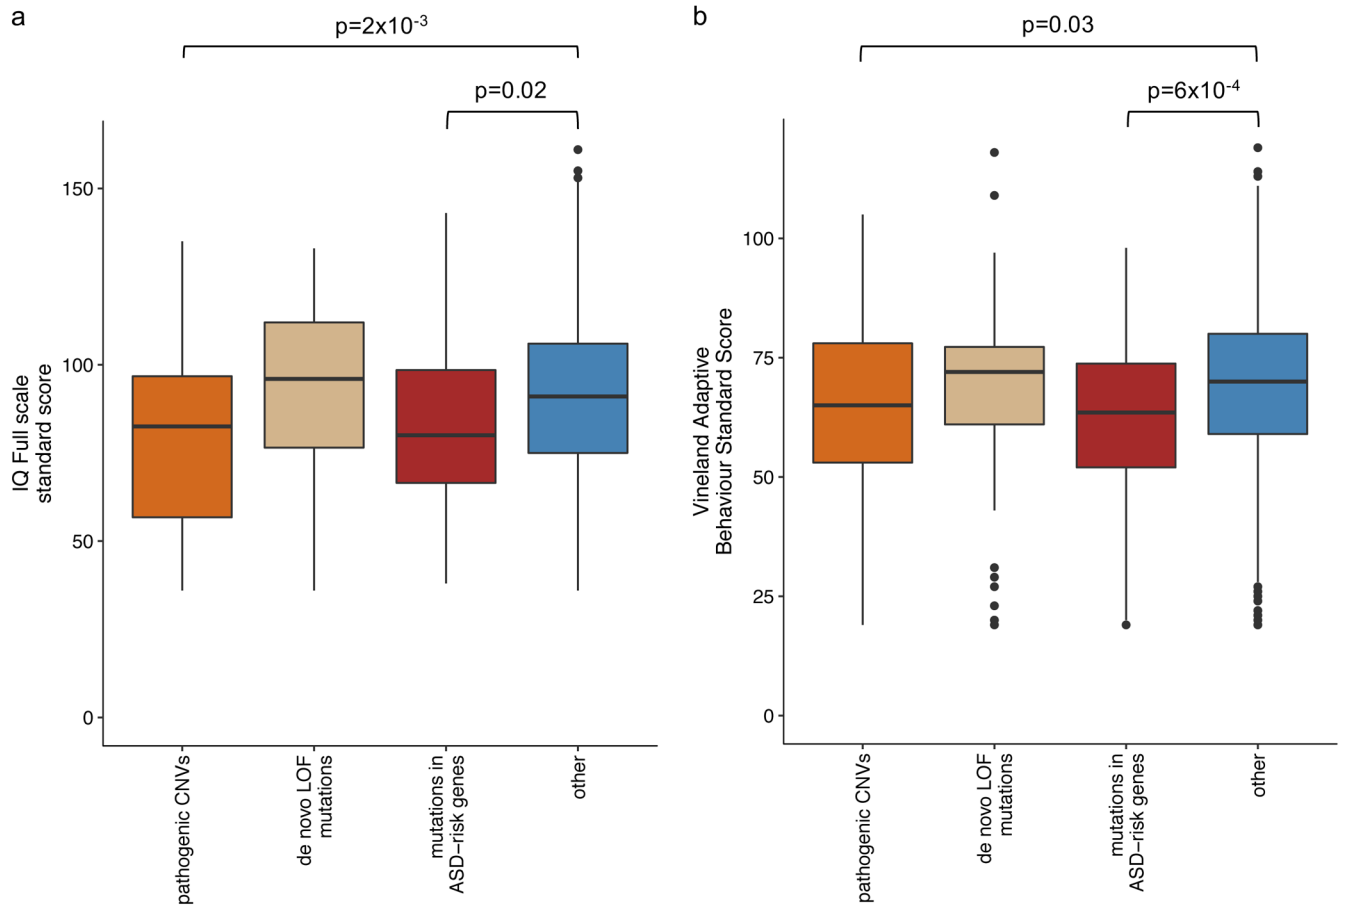 a
p=2x10⁻³
p=0.02
IQ Full scale
standard score
150
100
50
0
pathogenic CNVs
de novo LOF
mutations
mutations in
ASD−risk genes
other
b
p=0.03
p=6x10⁻⁴
Vineland Adaptive
Behaviour Standard Score
100
75
50
25
0
pathogenic CNVs
de novo LOF
mutations
mutations in
ASD−risk genes
other